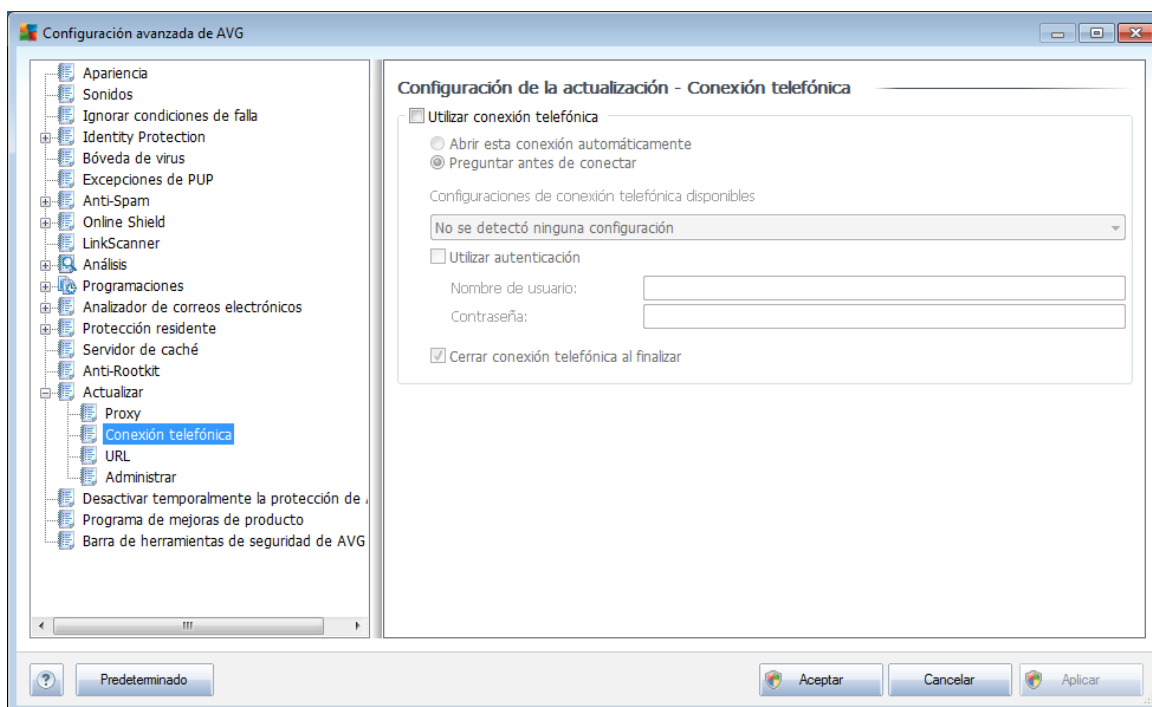 Configuración avanzada de AVG
Apariencia
Sonidos
Ignorar condiciones de falla
Identity Protection
Bóveda de virus
Excepciones de PUP
Anti-Spam
Online Shield
LinkScanner
Análisis
Programaciones
Analizador de correos electrónicos
Protección residente
Servidor de caché
Anti-Rootkit
Actualizar
Proxy
Conexión telefónica
URL
Administrar
Desactivar temporalmente la protección de
Programa de mejoras de producto
Barra de herramientas de seguridad de AVG
Configuración de la actualización - Conexión telefónica
Utilizar conexión telefónica
Abrir esta conexión automáticamente
Preguntar antes de conectar
Configuraciones de conexión telefónica disponibles
No se detectó ninguna configuración
Utilizar autenticación
Nombre de usuario:
Contraseña:
Cerrar conexión telefónica al finalizar
?
Predeterminado
Aceptar
Cancelar
Aplicar